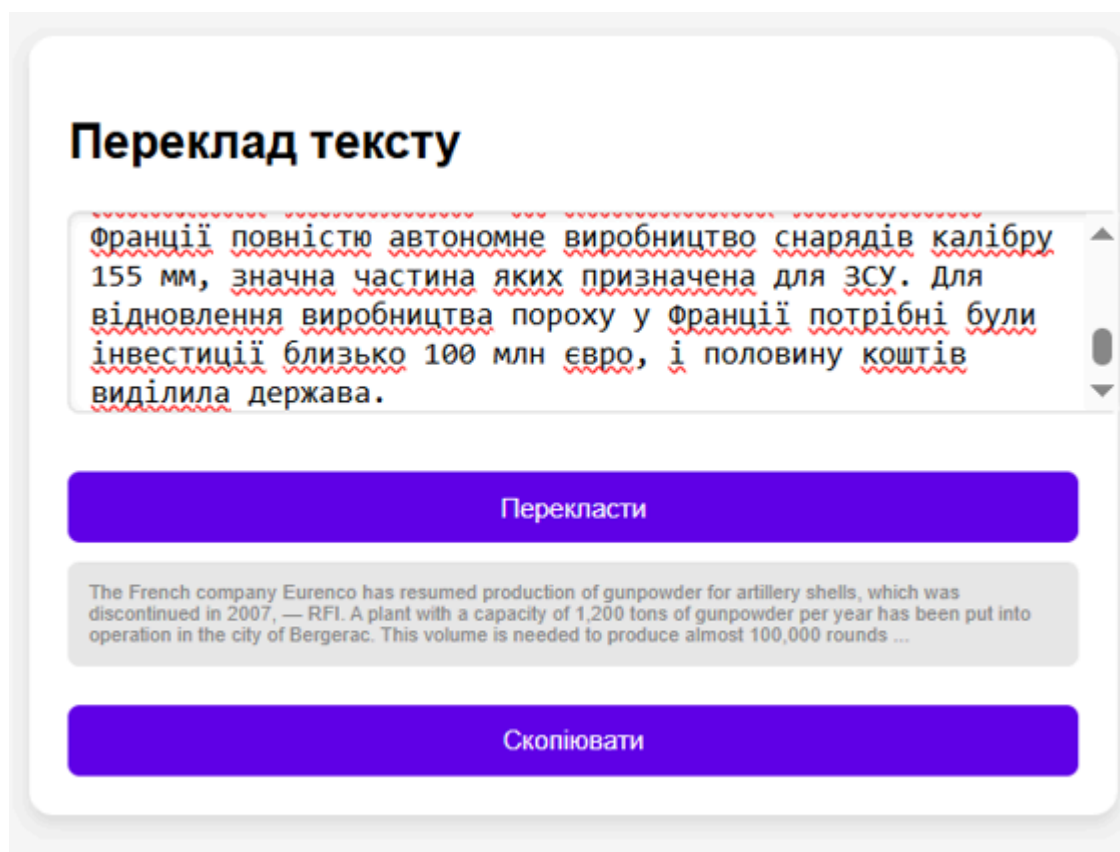 Переклад тексту
Франції повністю автономне виробництво снарядів калібру
155 мм, значна частина яких призначена для ЗСУ. Для
відновлення виробництва пороху у Франції потрібні були
інвестиції близько 100 млн євро, і половину коштів
виділила держава.
Перекласти
The French company Eurenco has resumed production of gunpowder for artillery shells, which was
discontinued in 2007, — RFI. A plant with a capacity of 1,200 tons of gunpowder per year has been put into
operation in the city of Bergerac. This volume is needed to produce almost 100,000 rounds ...
Скопіювати